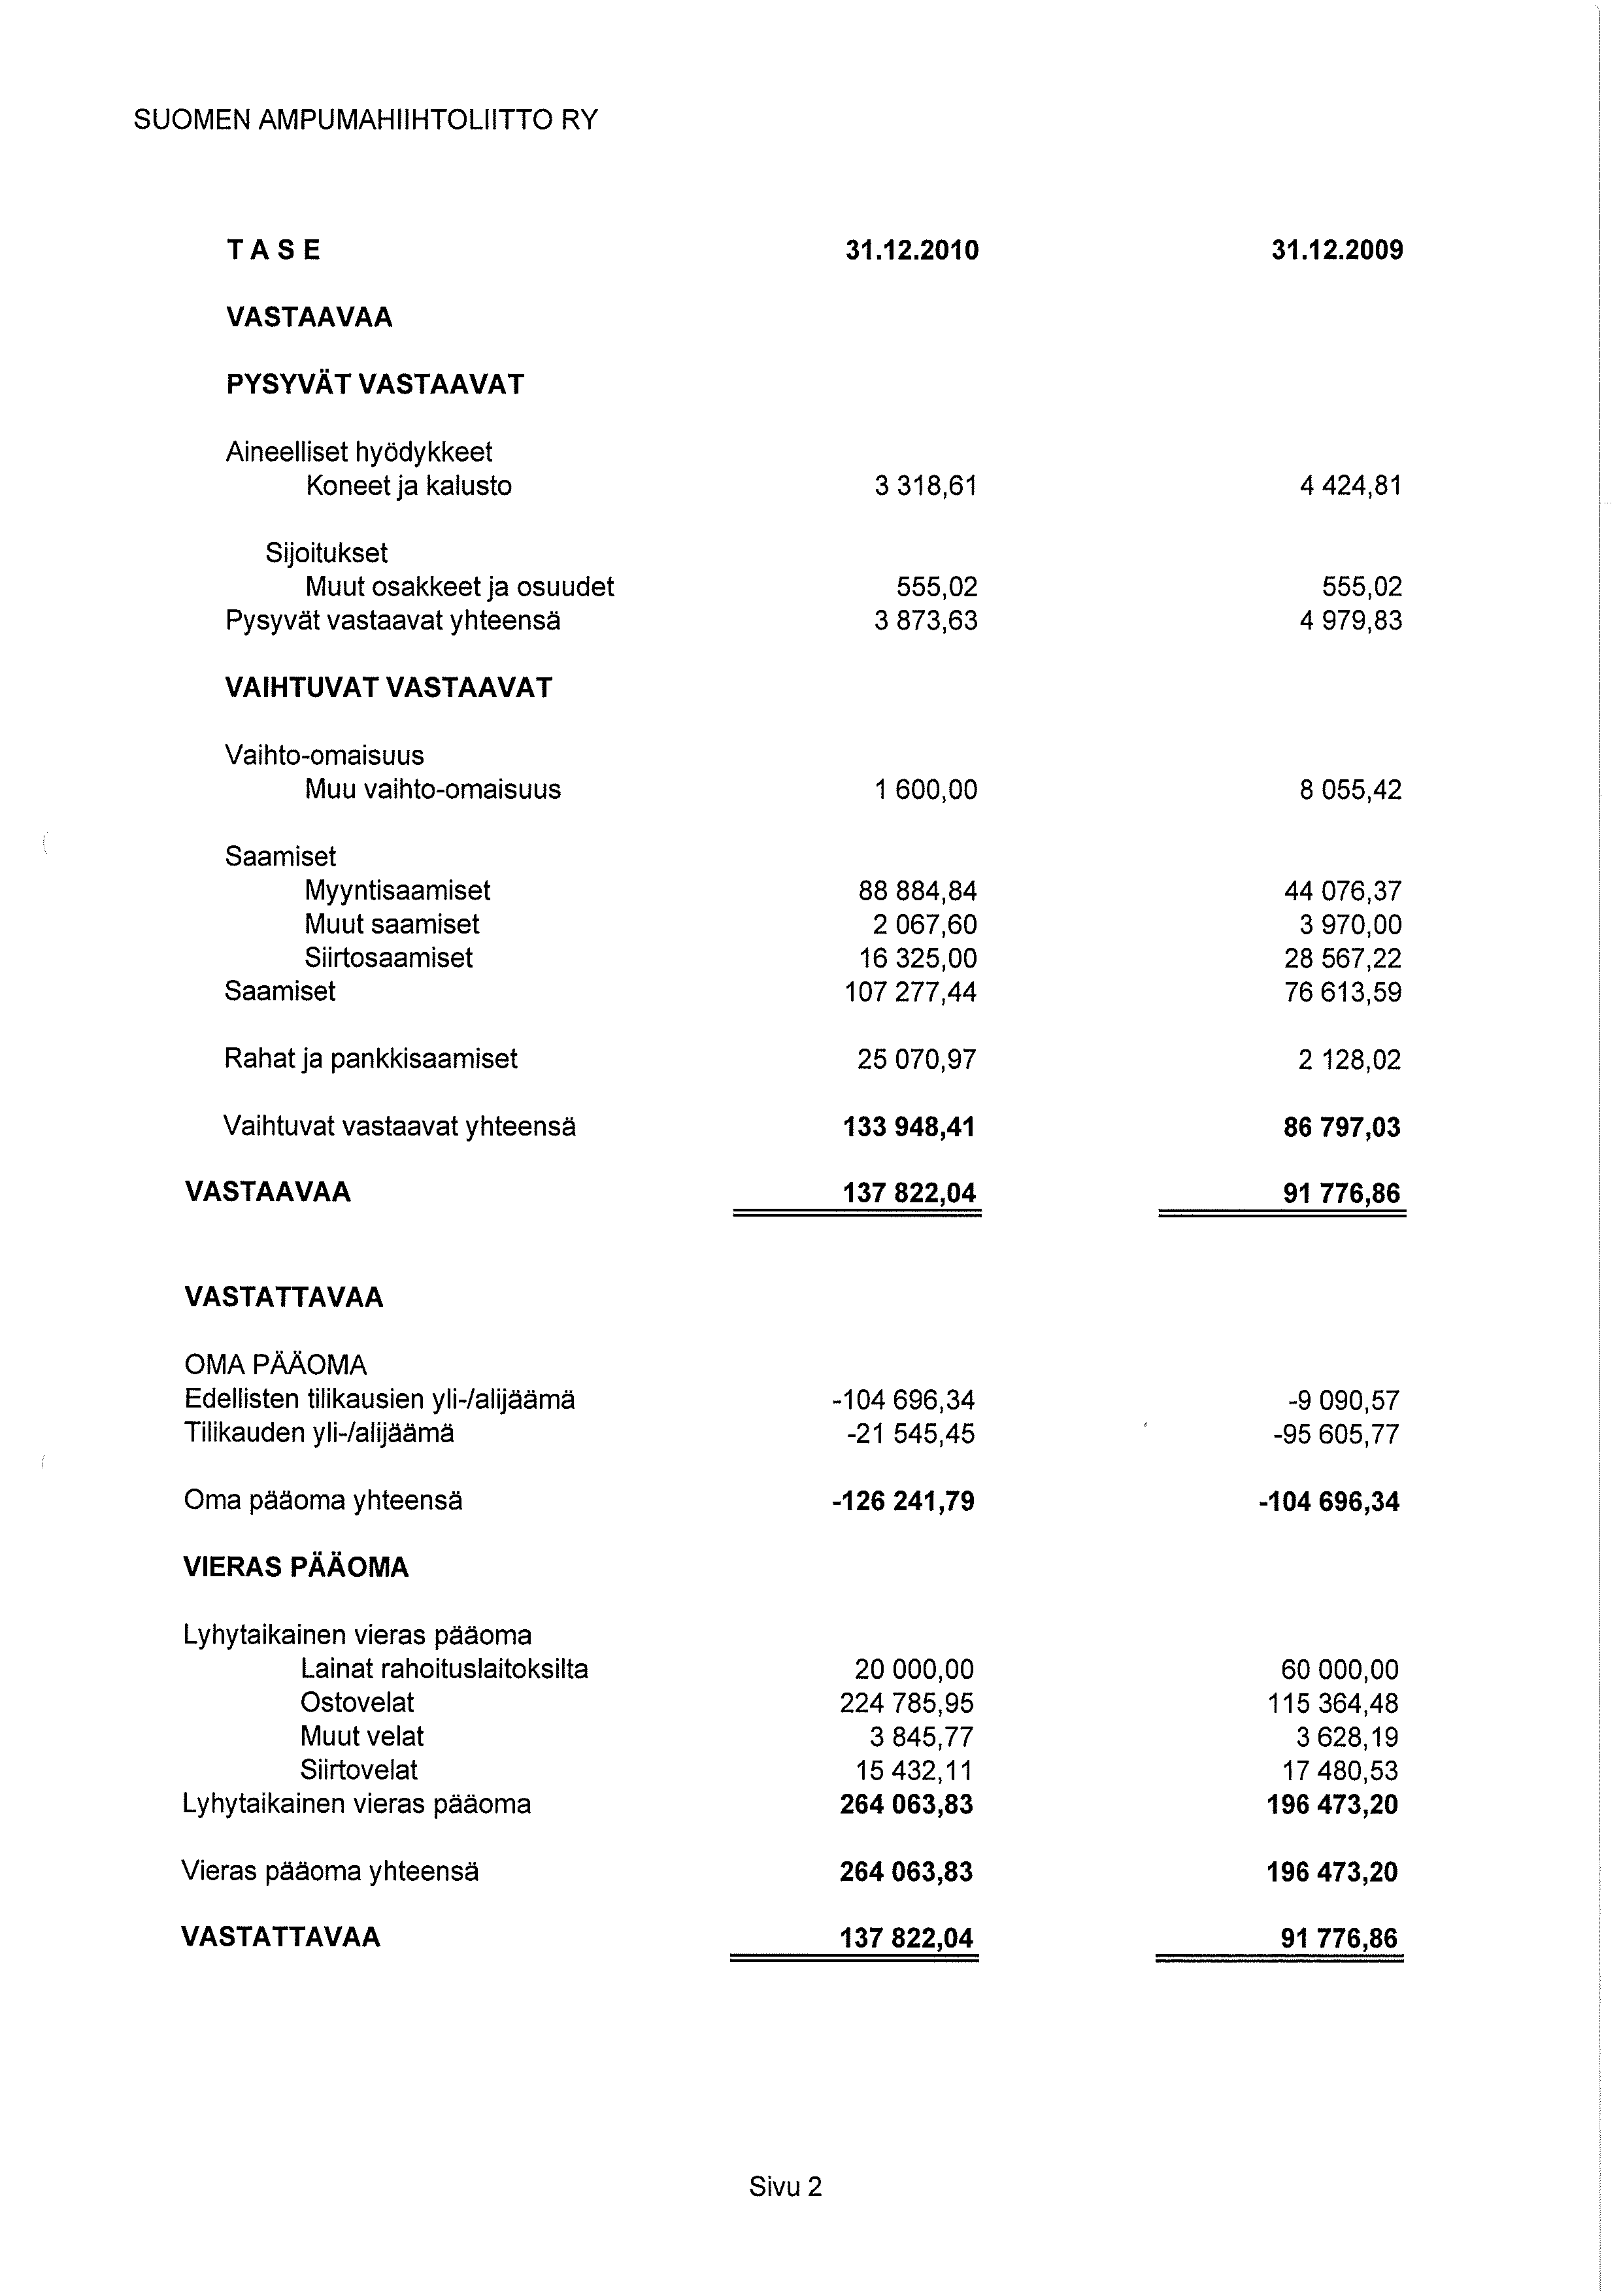 SUOMEN AMPUMAHIIHTOLIITTO RY
T A S E 31.12.2010 31.12.2009
VASTAAVAA
PYSYVÄT VASTAAVAT
Aineelliset hyödykkeet
Koneet ja kalusto 3 318,61 4 424,81
Sijoitukset
Muut osakkeet ja osuudet 555,02 555,02
Pysyvät vastaavat yhteensä 3 873,63 4 979,83
VAIHTUVAT VASTAAVAT
Vaihto-omaisuus
Muu vaihto-omaisuus 1 600,00 8 055,42
Saamiset
Myyntisaamiset 88 884,84 44 076,37
Muut saamiset 2 067,60 3 970,00
Siirtosaamiset 16 325,00 28 567,22
Saamiset 107 277,44 76 613,59
Rahat ja pankkisaamiset 25 070,97 2 128,02
Vaihtuvat vastaavat yhteensä 133 948,41 86 797,03
VASTAAVAA 137 822,04 91 776,86
VASTATTAVAA
OMA PÄÄOMA
Edellisten tilikausien yli-/alijäämä -104 696,34 -9 090,57
Tilikauden yli-/alijäämä -21 545,45 -95 605,77
Oma pääoma yhteensä -126 241,79 -104 696,34
VIERAS PÄÄOMA
Lyhytaikainen vieras pääoma
Lainat rahoituslaitoksilta 20 000,00 60 000,00
Ostovelat 224 785,95 115 364,48
Muut velat 3 845,77 3 628,19
Siirtovelat 15 432,11 17 480,53
Lyhytaikainen vieras pääoma 264 063,83 196 473,20
Vieras pääoma yhteensä 264 063,83 196 473,20
VASTATTAVAA 137 822,04 91 776,86
Sivu 2